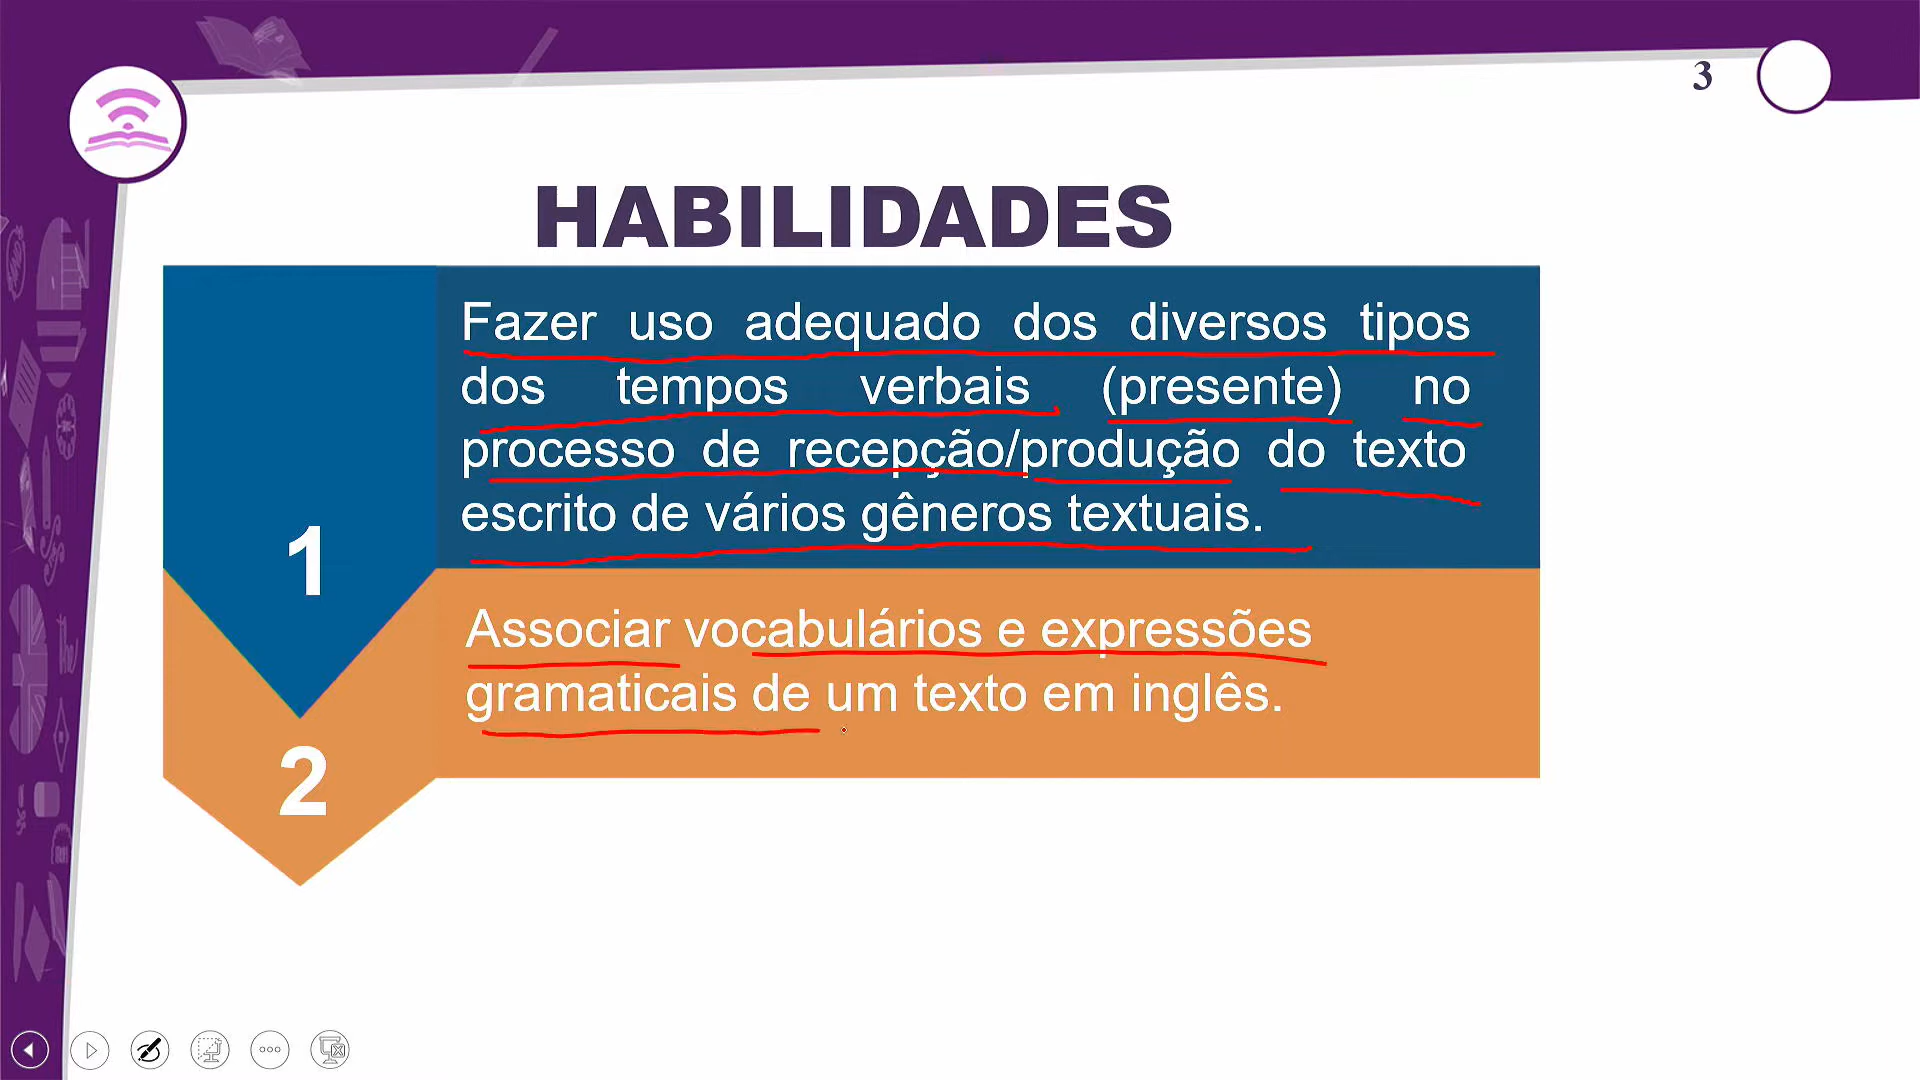 3
HABILIDADES
1
Fazer uso adequado dos diversos tipos
dos tempos verbais (presente) no
processo de recepção/produção do texto
escrito de vários gêneros textuais.
2
Associar vocabulários e expressões
gramaticais de um texto em inglês.